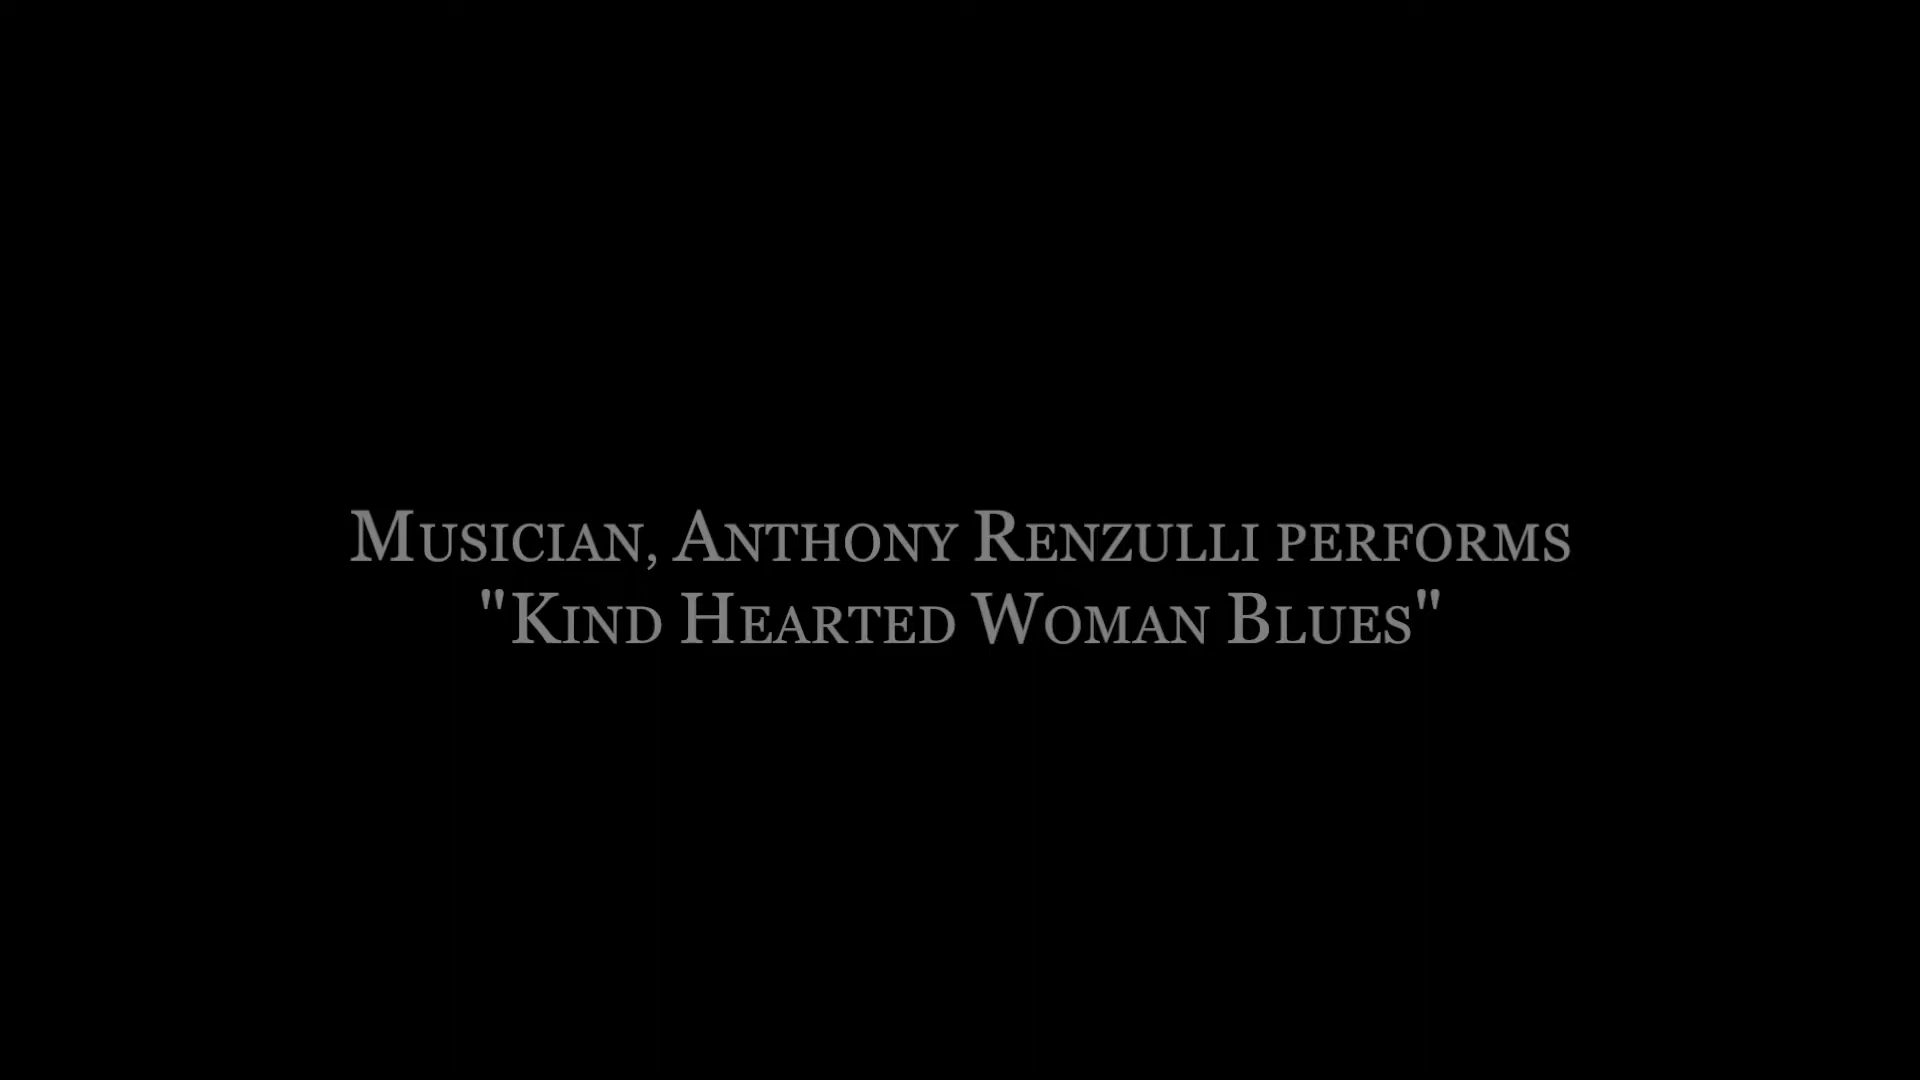 Musician, Anthony Renzulli performs
"Kind Hearted Woman Blues"